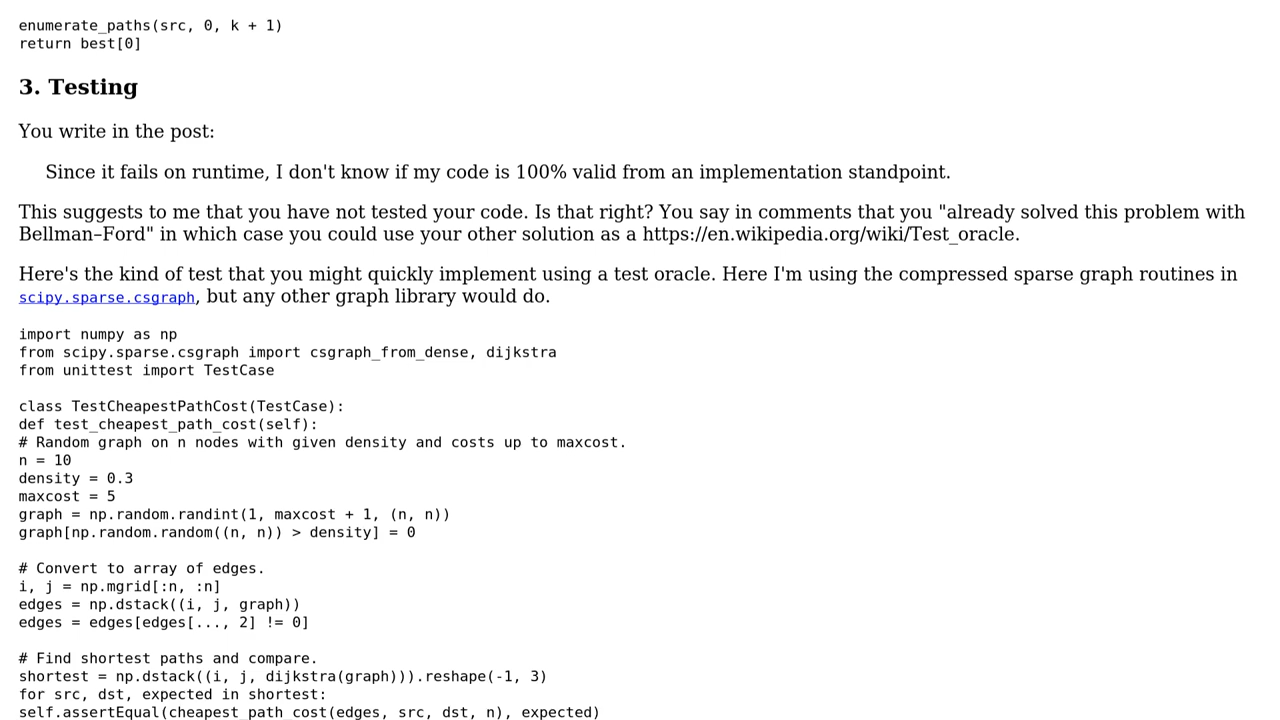 enumerate_paths(src, 0, k + 1)
return best[0]
3. Testing
You write in the post:
Since it fails on runtime, I don't know if my code is 100% valid from an implementation standpoint.
This suggests to me that you have not tested your code. Is that right? You say in comments that you "already solved this problem with
Bellman–Ford" in which case you could use your other solution as a https://en.wikipedia.org/wiki/Test_oracle.
Here's the kind of test that you might quickly implement using a test oracle. Here I'm using the compressed sparse graph routines in
scipy.sparse.csgraph, but any other graph library would do.
import numpy as np
from scipy.sparse.csgraph import csgraph_from_dense, dijkstra
from unittest import TestCase
class TestCheapestPathCost(TestCase):
def test_cheapest_path_cost(self):
# Random graph on n nodes with given density and costs up to maxcost.
n = 10
density = 0.3
maxcost = 5
graph = np.random.randint(1, maxcost + 1, (n, n))
graph[np.random.random((n, n)) > density] = 0
# Convert to array of edges.
i, j = np.mgrid[:n, :n]
edges = np.dstack((i, j, graph))
edges = edges[edges[..., 2] != 0]
# Find shortest paths and compare.
shortest = np.dstack((i, j, dijkstra(graph))).reshape(-1, 3)
for src, dst, expected in shortest:
self.assertEqual(cheapest_path_cost(edges, src, dst, n), expected)